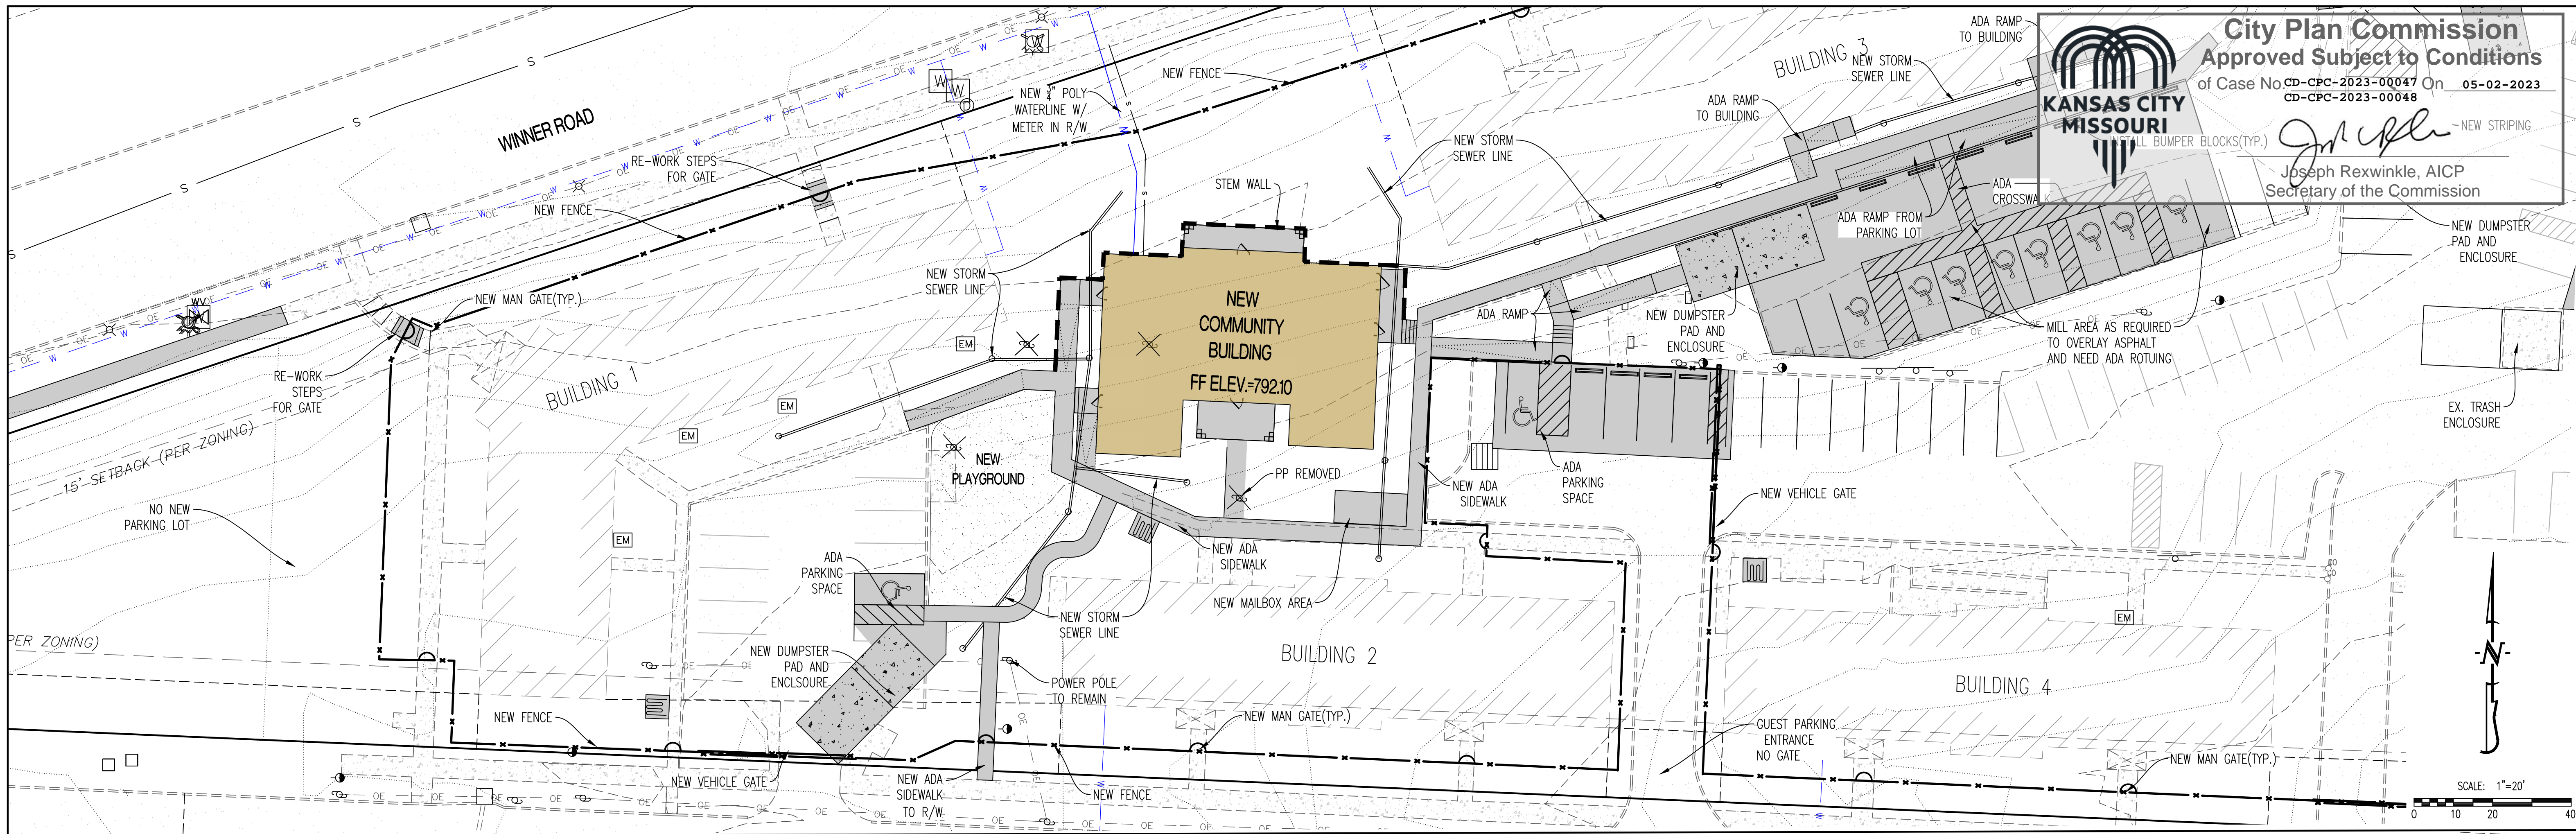 City Plan Commission
Approved Subject to Conditions
of Case No. CD-CPC-2023-00047 On 05-02-2023
CD-CPC-2023-00048
KANSAS CITY
MISSOURI
Joseph Rexwinkle, AICP
Secretary of the Commission
NEW STRIPING
INSTALL BUMPER BLOCKS(TYP.)
ADA RAMP
TO BUILDING
BUILDING 3
NEW STORM
SEWER LINE
ADA RAMP
TO BUILDING
ADA
CROSSWALK
ADA RAMP FROM
PARKING LOT
NEW DUMPSTER
PAD AND
ENCLOSURE
WINNER ROAD
NEW FENCE
NEW
POLY
WATERLINE W/
METER IN R/W
RE-WORK STEPS
FOR GATE
NEW FENCE
STEM WALL
NEW STORM
SEWER LINE
NEW STORM
SEWER LINE
NEW MAN GATE(TYP.)
RE-WORK
STEPS
FOR GATE
BUILDING 1
15' SETBACK (PER ZONING)
NEW
COMMUNITY
BUILDING
FF ELEV.=792.10
ADA RAMP
NEW DUMPSTER
PAD AND
ENCLOSURE
MILL AREA AS REQUIRED
TO OVERLAY ASPHALT
AND NEED ADA ROTUING
EX. TRASH
ENCLOSURE
NO NEW
PARKING LOT
NEW
PLAYGROUND
PP REMOVED
NEW ADA
SIDEWALK
ADA
PARKING
SPACE
NEW VEHICLE GATE
ADA
PARKING
SPACE
NEW ADA
SIDEWALK
NEW MAILBOX AREA
NEW STORM
SEWER LINE
PER ZONING)
NEW DUMPSTER
PAD AND
ENCLSOURE
POWER POLE
TO REMAIN
BUILDING 2
BUILDING 4
NEW FENCE
NEW MAN GATE(TYP.)
GUEST PARKING
ENTRANCE
NO GATE
NEW VEHICLE GATE
NEW ADA
SIDEWALK
TO R/W
NEW FENCE
NEW MAN GATE(TYP.)
EM
EM
EM
EM
EM
N
SCALE: 1"=20'
0 10 20 40